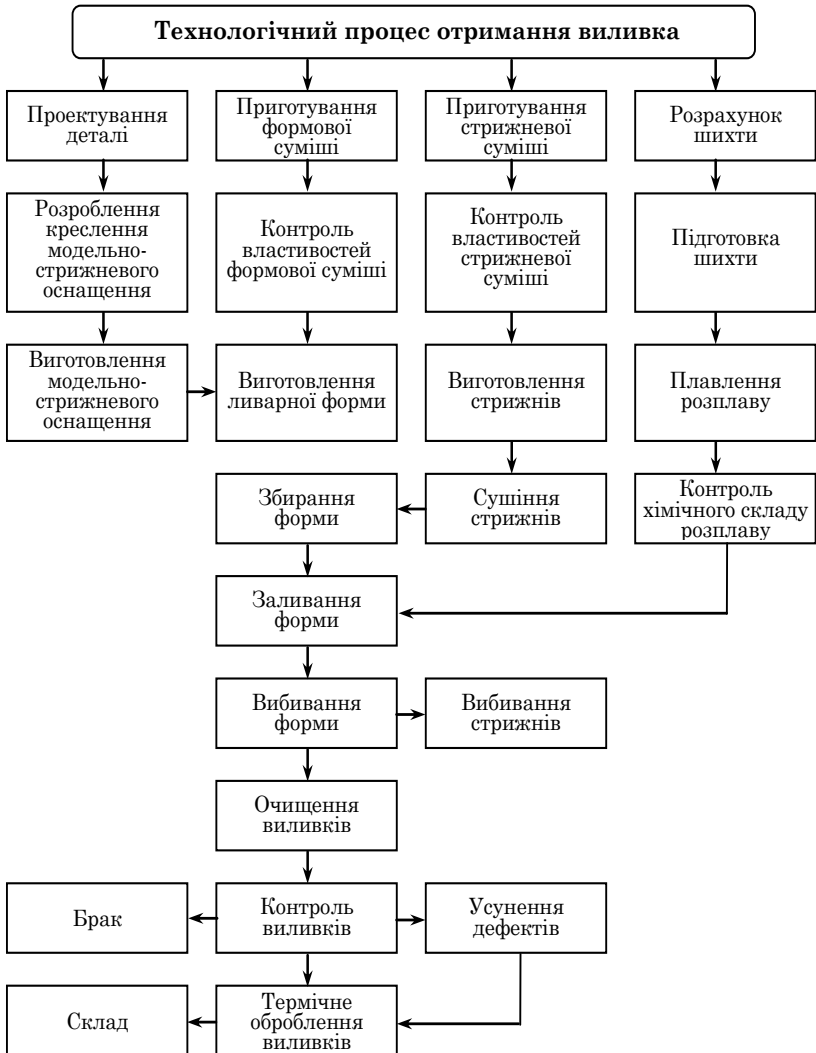 Технологічний процес отримання виливка
Проектування
деталі
Приготування
формової
суміші
Приготування
стрижневої
суміші
Розрахунок
шихти
Розроблення
креслення
модельно-
стрижневого
оснащення
Контроль
властивостей
формової суміші
Контроль
властивостей
стрижневої
суміші
Підготовка
шихти
Виготовлення
модельно-
стрижневого
оснащення
Виготовлення
ливарної форми
Виготовлення
стрижнів
Плавлення
розплаву
Збирання
форми
Сушіння
стрижнів
Контроль
хімічного складу
розплаву
Заливання
форми
Вибивання
форми
Вибивання
стрижнів
Очищення
виливків
Брак
Контроль
виливків
Усунення
дефектів
Склад
Термічне
оброблення
виливків